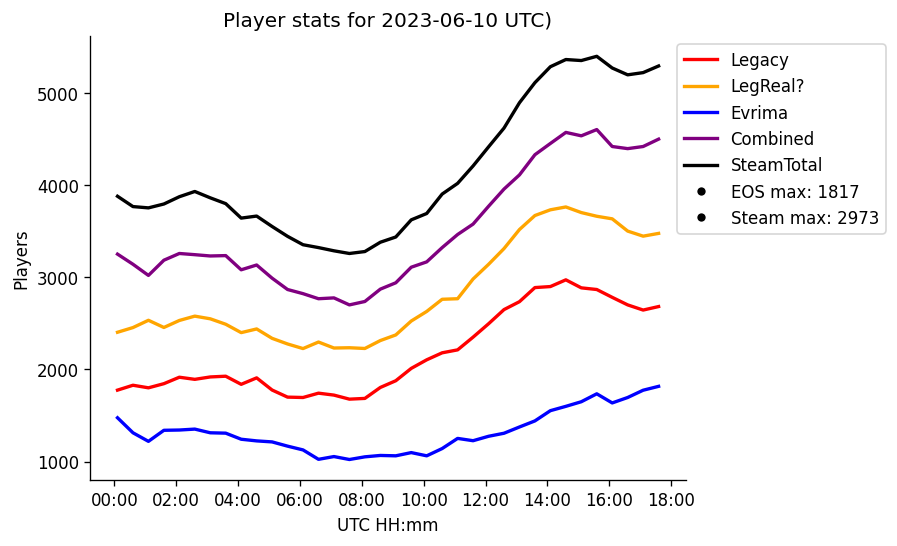 Player stats for 2023-06-10 UTC)
Legacy
LegReal?
Evrima
Combined
SteamTotal
EOS max: 1817
Steam max: 2973
Players
5000
4000
3000
2000
1000
00:00 02:00 04:00 06:00 08:00 10:00 12:00 14:00 16:00 18:00
UTC HH:mm